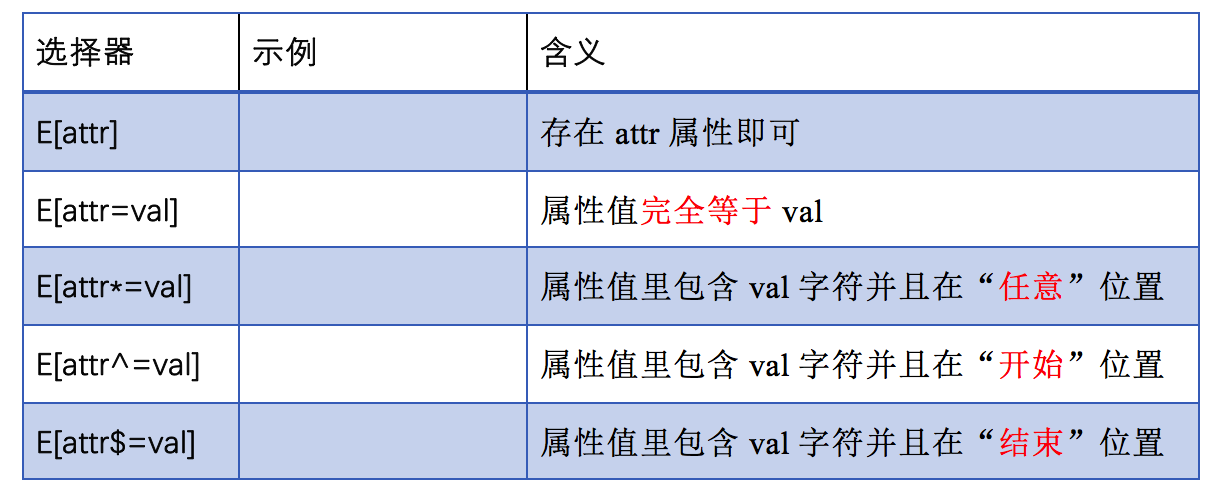 选择器 示例 含义
E[attr] 存在 attr 属性即可
E[attr=val] 属性值完全等于 val
E[attr*=val] 属性值里包含 val 字符并且在“任意”位置
E[attr^=val] 属性值里包含 val 字符并且在“开始”位置
E[attr$=val] 属性值里包含 val 字符并且在“结束”位置